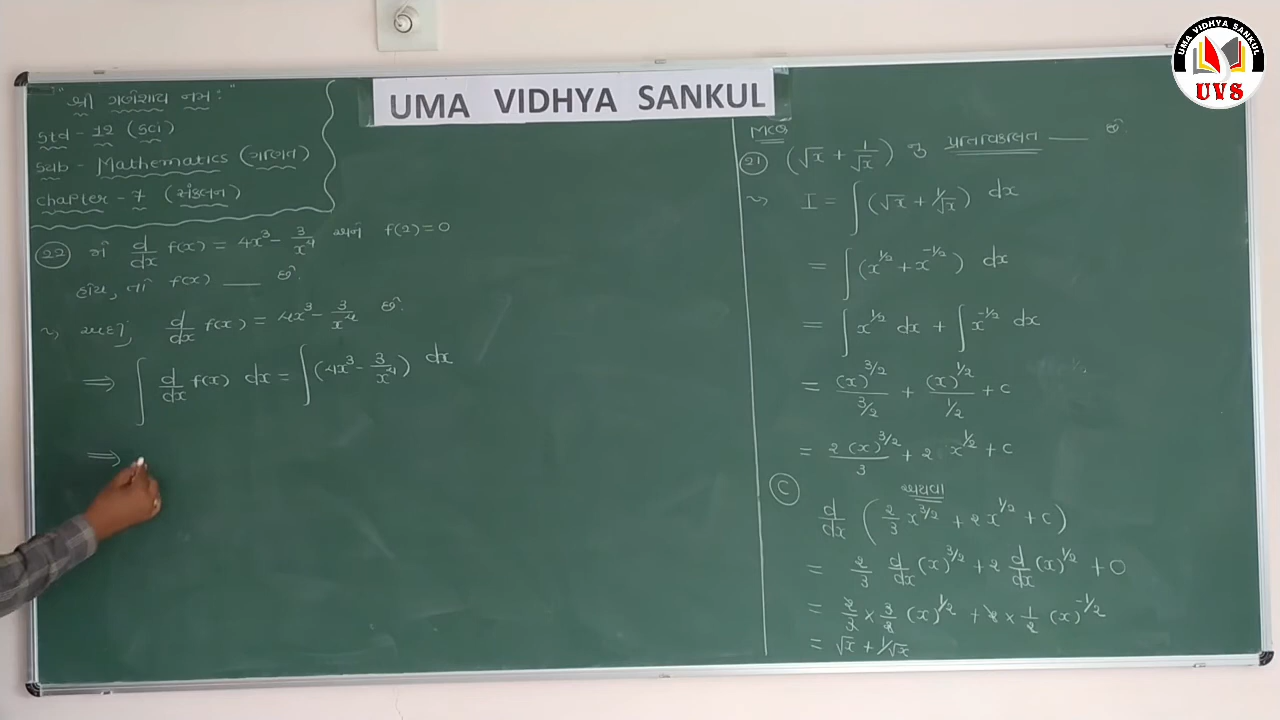 UMA VIDHYA SANKUL
UVS
UMA VIDHYA SANKUL
"શ્રી ગણેશાય નમઃ"
Std - 12 (Sci)
Sub - Mathematics (ગણિત)
chapter - 7 (સંકલન)
(22) જો d/dx f(x) = 4x³ - 3/x⁴ અને f(2) = 0
હોય, તો f(x) ___ છે.
d/dx f(x) = 4x³ - 3/x⁴ છે.
⇒ ∫ d/dx f(x) dx = ∫(4x³ - 3/x⁴) dx
⇒
MCQ
(21) (√x + 1/√x) નું પ્રતિવિકલન ___ છે.
I = ∫(√x + 1/√x) dx
= ∫(x^1/2 + x^-1/2) dx
= ∫x^1/2 dx + ∫x^-1/2 dx
= (x)^3/2 / 3/2 + (x)^1/2 / 1/2 + c
= 2(x)^3/2 / 3 + 2 x^1/2 + c
(C) અથવા
d/dx (2/3 x^3/2 + 2x^1/2 + c)
= 2/3 d/dx (x)^3/2 + 2 d/dx (x)^1/2 + 0
= 2/3 × 3/2 (x)^1/2 + 2 × 1/2 (x)^-1/2
= √x + 1/√x